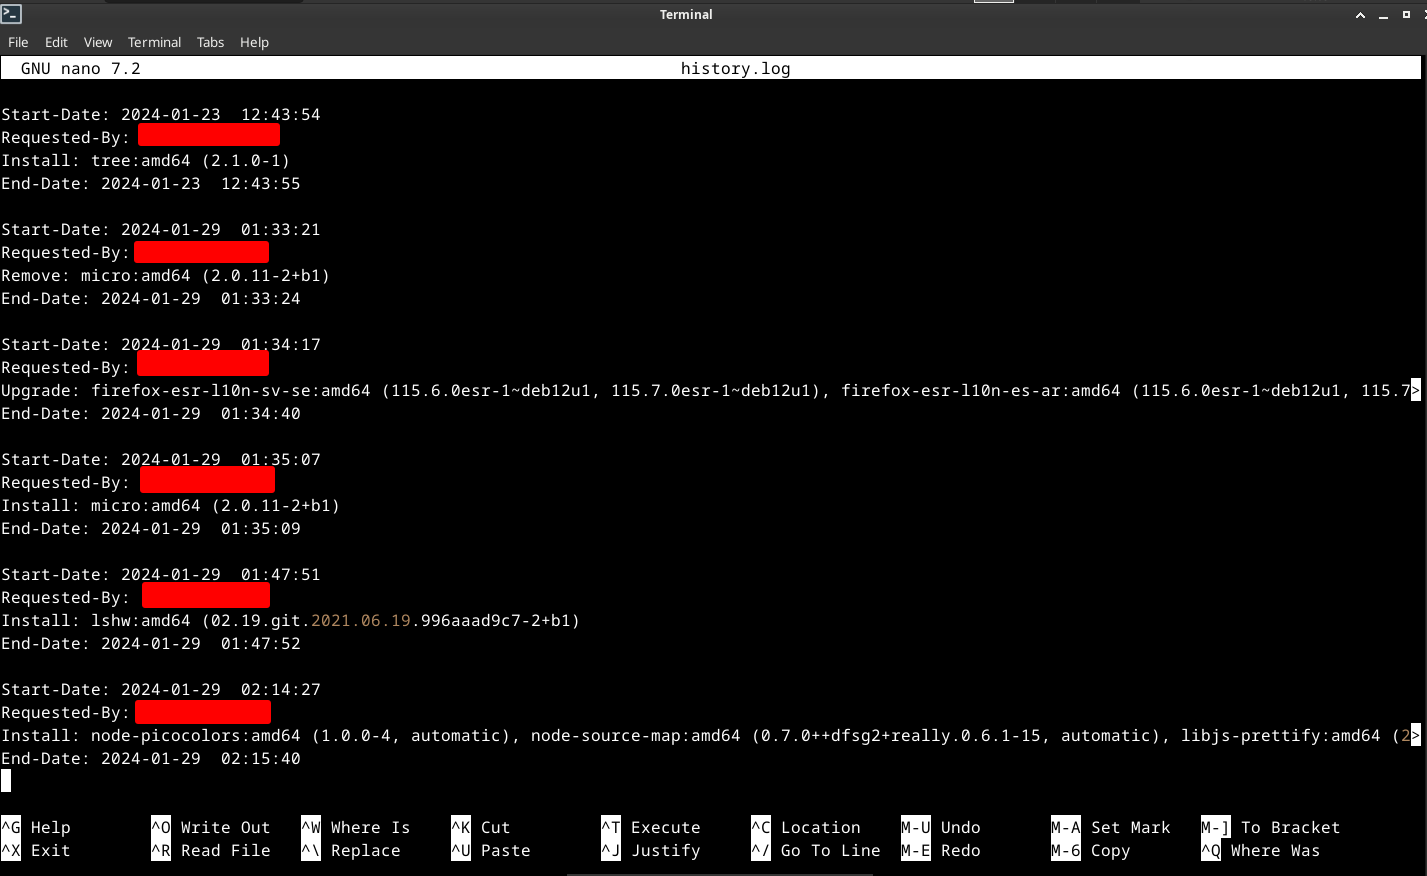 Terminal
File Edit View Terminal Tabs Help
GNU nano 7.2 history.log
Start-Date: 2024-01-23  12:43:54
Requested-By:
Install: tree:amd64 (2.1.0-1)
End-Date: 2024-01-23  12:43:55
Start-Date: 2024-01-29  01:33:21
Requested-By:
Remove: micro:amd64 (2.0.11-2+b1)
End-Date: 2024-01-29  01:33:24
Start-Date: 2024-01-29  01:34:17
Requested-By:
Upgrade: firefox-esr-l10n-sv-se:amd64 (115.6.0esr-1~deb12u1, 115.7.0esr-1~deb12u1), firefox-esr-l10n-es-ar:amd64 (115.6.0esr-1~deb12u1, 115.7>
End-Date: 2024-01-29  01:34:40
Start-Date: 2024-01-29  01:35:07
Requested-By:
Install: micro:amd64 (2.0.11-2+b1)
End-Date: 2024-01-29  01:35:09
Start-Date: 2024-01-29  01:47:51
Requested-By:
Install: lshw:amd64 (02.19.git.2021.06.19.996aaad9c7-2+b1)
End-Date: 2024-01-29  01:47:52
Start-Date: 2024-01-29  02:14:27
Requested-By:
Install: node-picocolors:amd64 (1.0.0-4, automatic), node-source-map:amd64 (0.7.0++dfsg2+really.0.6.1-15, automatic), libjs-prettify:amd64 (2>
End-Date: 2024-01-29  02:15:40
^G Help ^O Write Out ^W Where Is ^K Cut ^T Execute ^C Location M-U Undo M-A Set Mark M-] To Bracket
^X Exit ^R Read File ^\ Replace ^U Paste ^J Justify ^/ Go To Line M-E Redo M-6 Copy ^Q Where Was